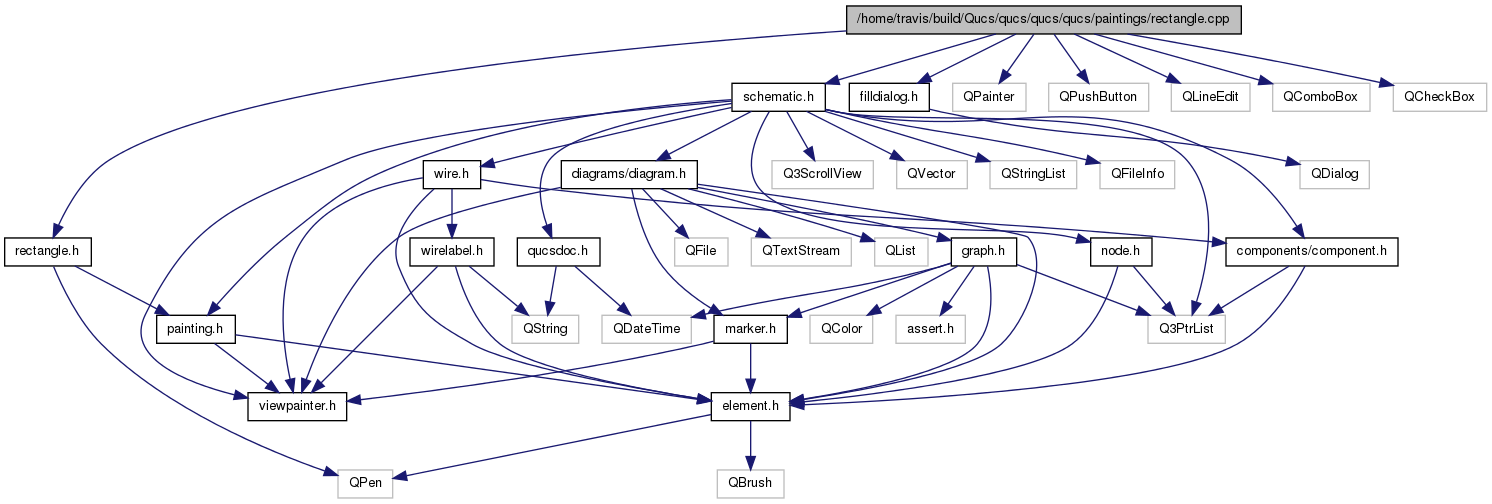 /home/travis/build/Qucs/qucs/qucs/qucs/paintings/rectangle.cpp
schematic.h
filldialog.h
QPainter
QPushButton
QLineEdit
QComboBox
QCheckBox
wire.h
diagrams/diagram.h
Q3ScrollView
QVector
QStringList
QFileInfo
QDialog
rectangle.h
wirelabel.h
qucsdoc.h
QFile
QTextStream
QList
graph.h
node.h
components/component.h
painting.h
QString
QDateTime
marker.h
QColor
assert.h
Q3PtrList
viewpainter.h
element.h
QPen
QBrush